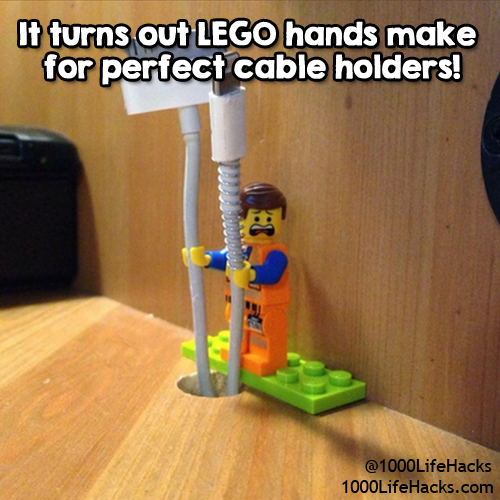 It turns out LEGO hands make
for perfect cable holders!
@1000LifeHacks
1000LifeHacks.com